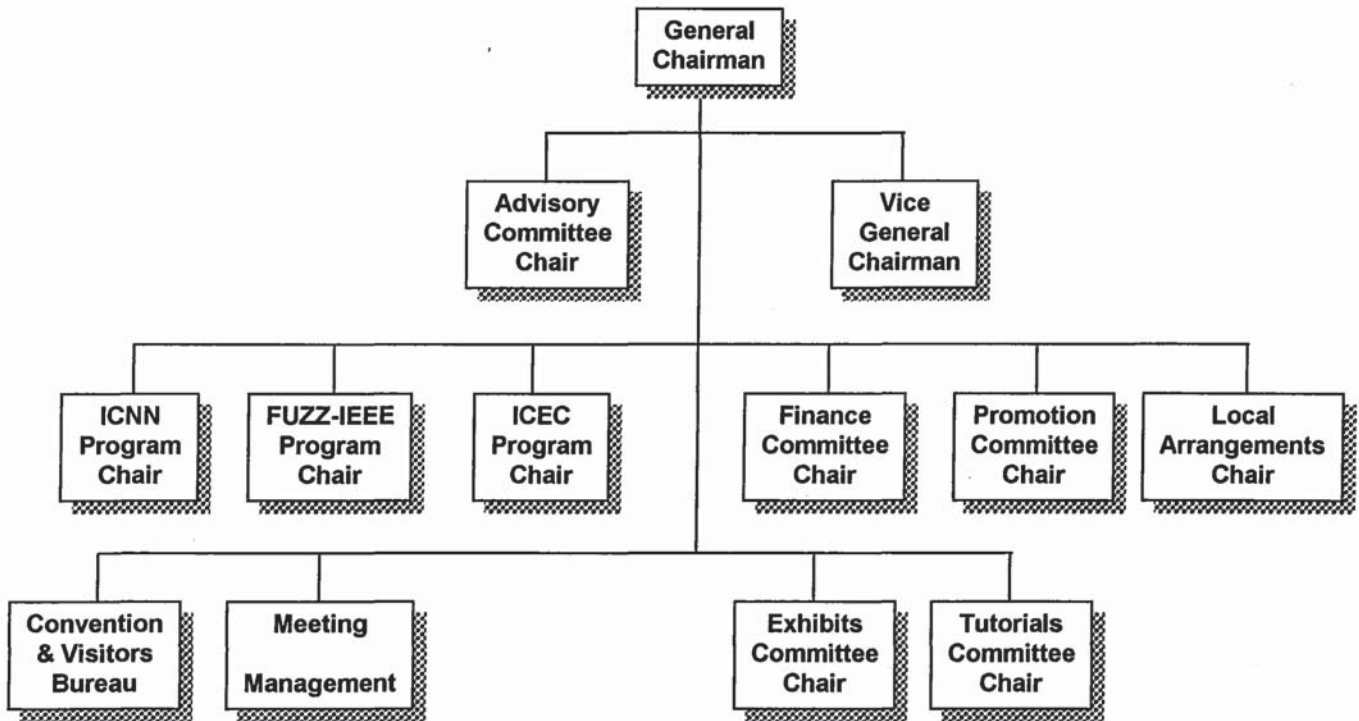 General
Chairman
Advisory
Committee
Chair
Vice
General
Chairman
ICNN
Program
Chair
FUZZ-IEEE
Program
Chair
ICEC
Program
Chair
Finance
Committee
Chair
Promotion
Committee
Chair
Local
Arrangements
Chair
Convention
& Visitors
Bureau
Meeting
Management
Exhibits
Committee
Chair
Tutorials
Committee
Chair